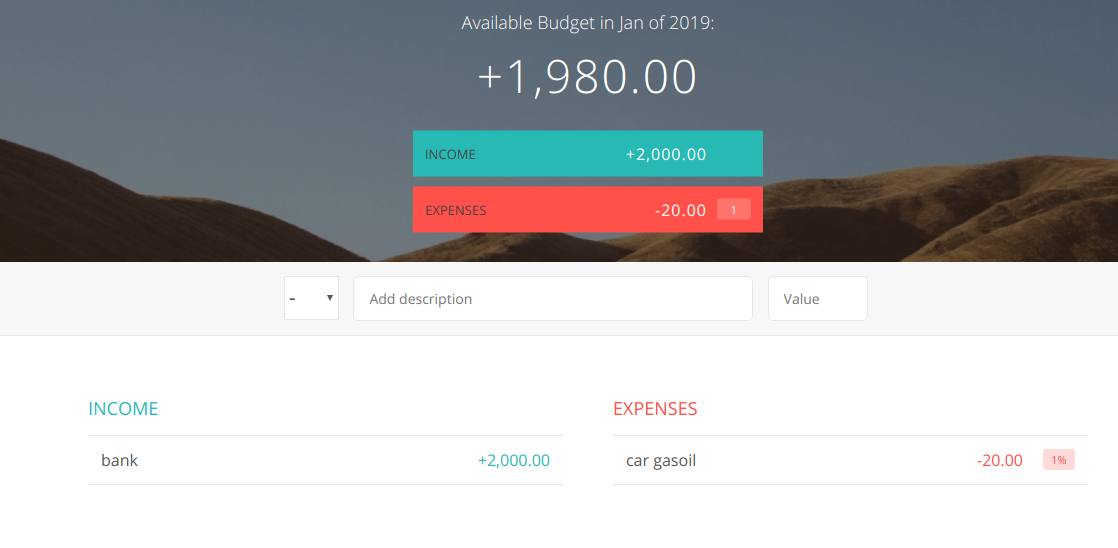 Available Budget in Jan of 2019:
+1,980.00
INCOME +2,000.00
EXPENSES -20.00 1
- Add description Value
INCOME
bank +2,000.00
EXPENSES
car gasoil -20.00 1%